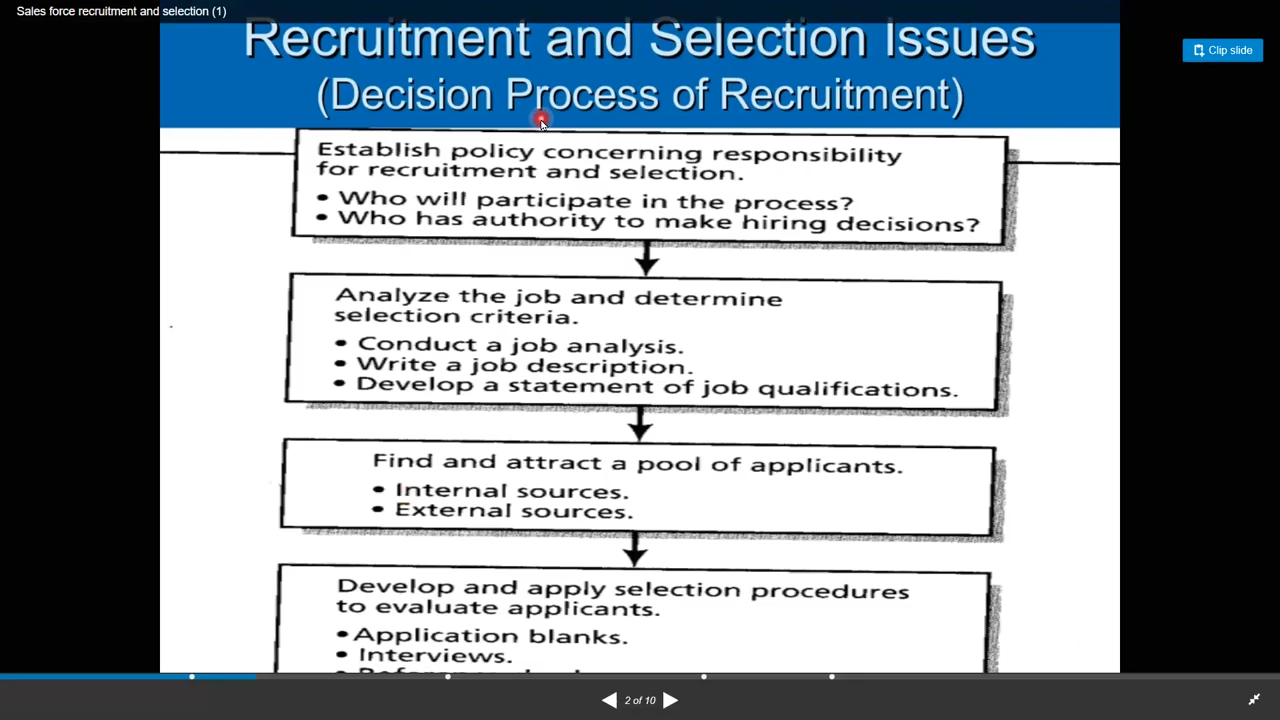 Sales force recruitment and selection (1)
Recruitment and Selection Issues
Clip slide
(Decision Process of Recruitment)
Establish policy concerning responsibility
for recruitment and selection.
• Who will participate in the process?
• Who has authority to make hiring decisions?
Analyze the job and determine
selection criteria.
• Conduct a job analysis.
• Write a job description.
• Develop a statement of job qualifications.
Find and attract a pool of applicants.
• Internal sources.
• External sources.
Develop and apply selection procedures
to evaluate applicants.
• Application blanks.
• Interviews.
2 of 10